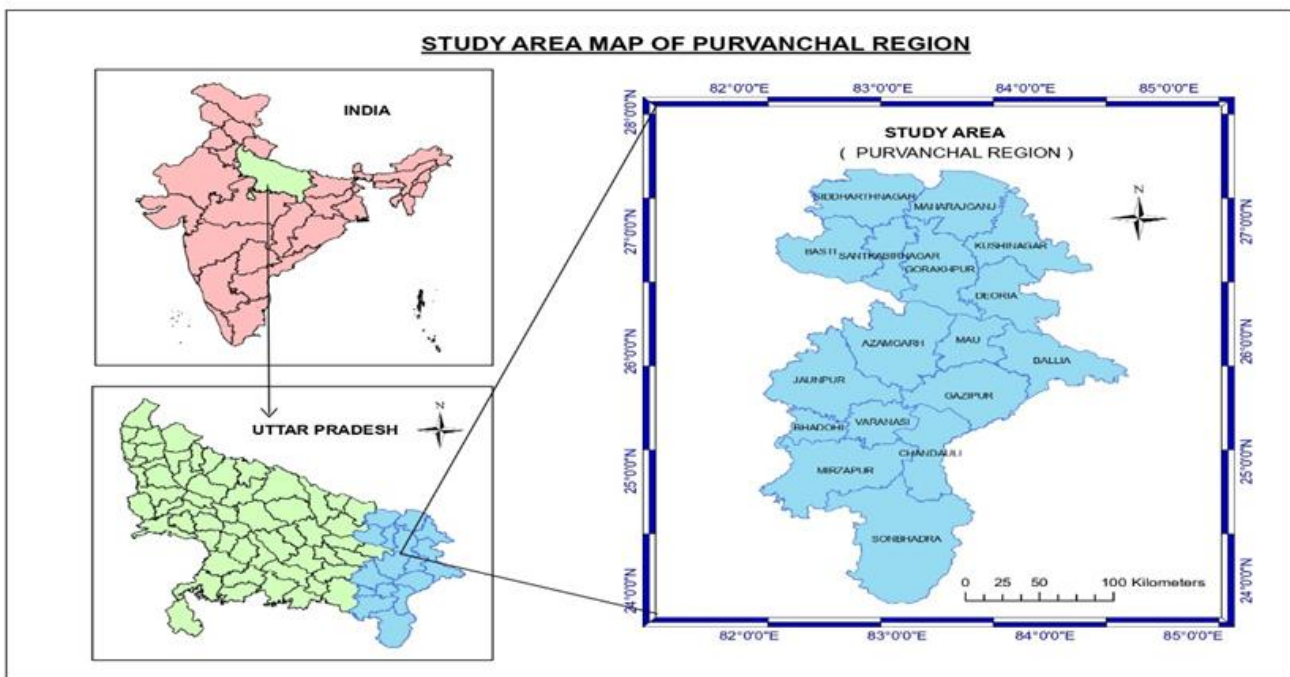 STUDY AREA MAP OF PURVANCHAL REGION
INDIA
N
UTTAR PRADESH
82°0'0"E 83°0'0"E 84°0'0"E 85°0'0"E
28°0'0"N
27°0'0"N
26°0'0"N
25°0'0"N
24°0'0"N
STUDY AREA
( PURVANCHAL REGION )
N
SIDDHARTHNAGAR
MAHARAJGANJ
BASTI
SANTKABIRNAGAR
KUSHINAGAR
GORAKHPUR
DEORIA
AZAMGARH
MAU
BALLIA
JAUNPUR
GAZIPUR
BHADOHI
VARANASI
CHANDAULI
MIRZAPUR
SONBHADRA
0 25 50 100 Kilometers
27°0'0"N
26°0'0"N
25°0'0"N
24°0'0"N
82°0'0"E 83°0'0"E 84°0'0"E 85°0'0"E